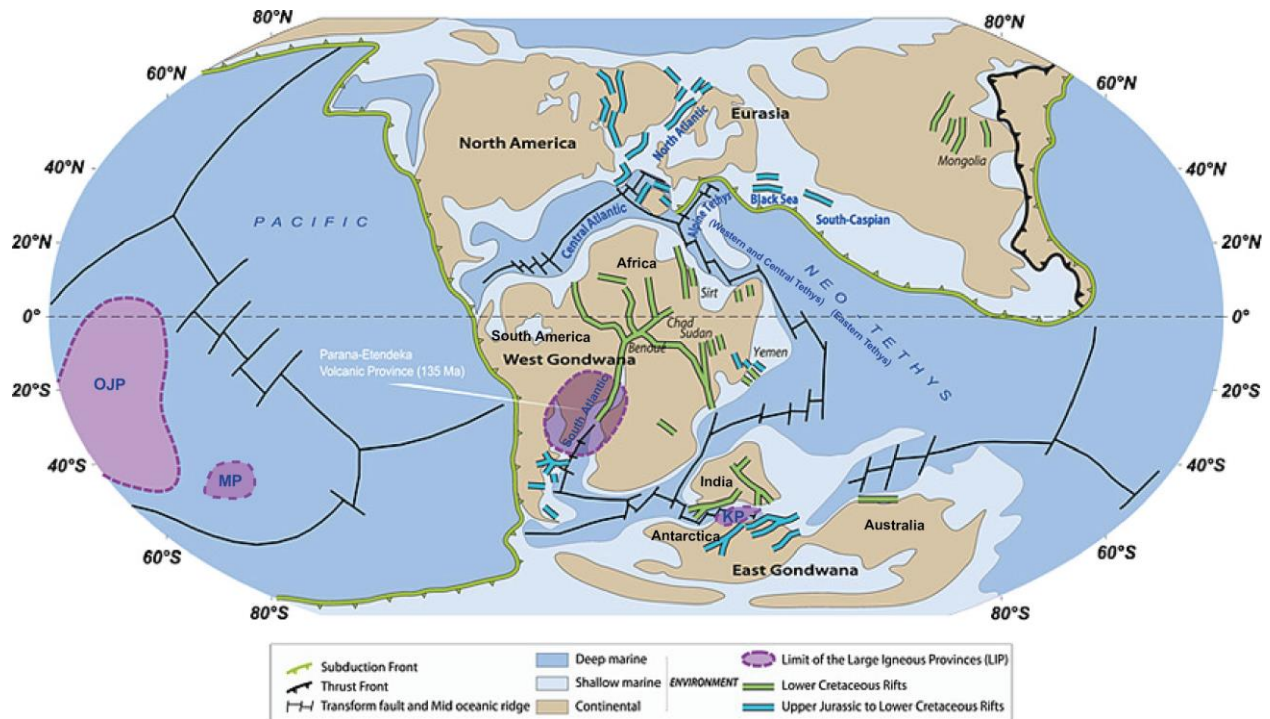 80°N
80°N
60°N
60°N
Eurasia
North America
North Atlantic
Mongolia
40°N
40°N
Black Sea
South-Caspian
PACIFIC
Central Atlantic
Alpine Tethys
(Western and Central Tethys)
(Eastern Tethys)
NEO-TETHYS
20°N
20°N
Africa
Sirt
0°
0°
Chad
Sudan
South America
Bendue
West Gondwana
Yemen
Parana-Etendeka
Volcanic Province (135 Ma)
OJP
20°S
20°S
South Atlantic
40°S
40°S
MP
India
KP
Australia
Antarctica
East Gondwana
60°S
60°S
80°S
80°S
Subduction Front
Thrust Front
Transform fault and Mid oceanic ridge
Deep marine
Shallow marine
Continental
ENVIRONMENT
Limit of the Large Igneous Provinces (LIP)
Lower Cretaceous Rifts
Upper Jurassic to Lower Cretaceous Rifts